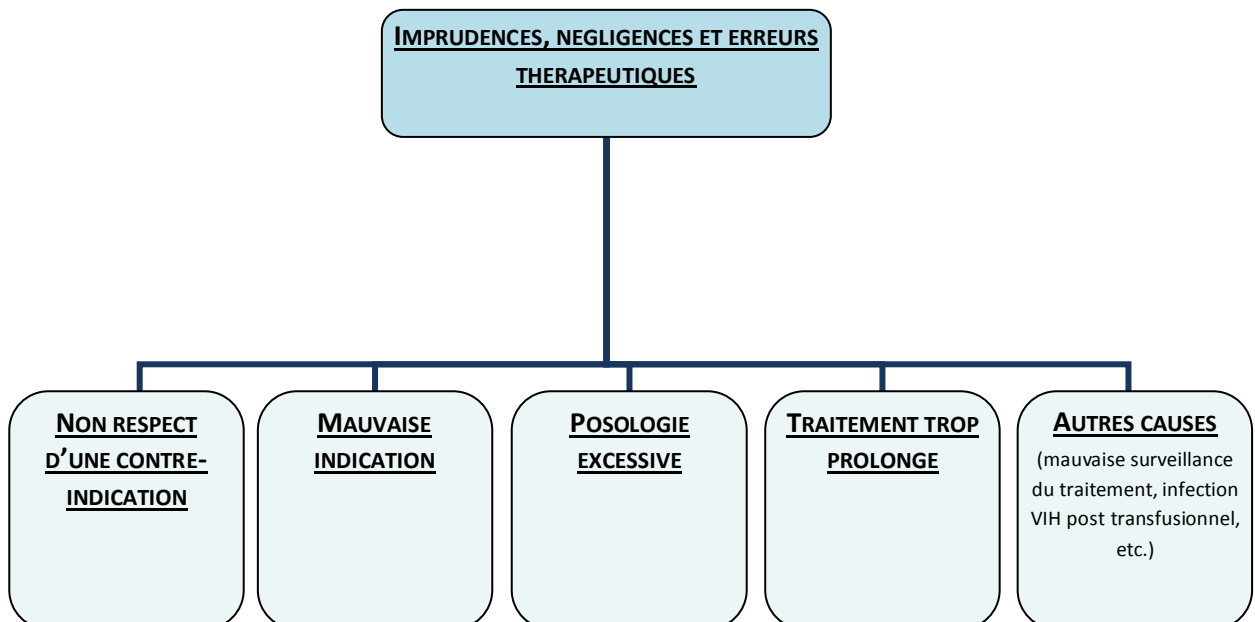 IMPRUDENCES, NEGLIGENCES ET ERREURS
THERAPEUTIQUES
NON RESPECT
D'UNE CONTRE-
INDICATION
MAUVAISE
INDICATION
POSOLOGIE
EXCESSIVE
TRAITEMENT TROP
PROLONGE
AUTRES CAUSES
(mauvaise surveillance
du traitement, infection
VIH post transfusionnel,
etc.)